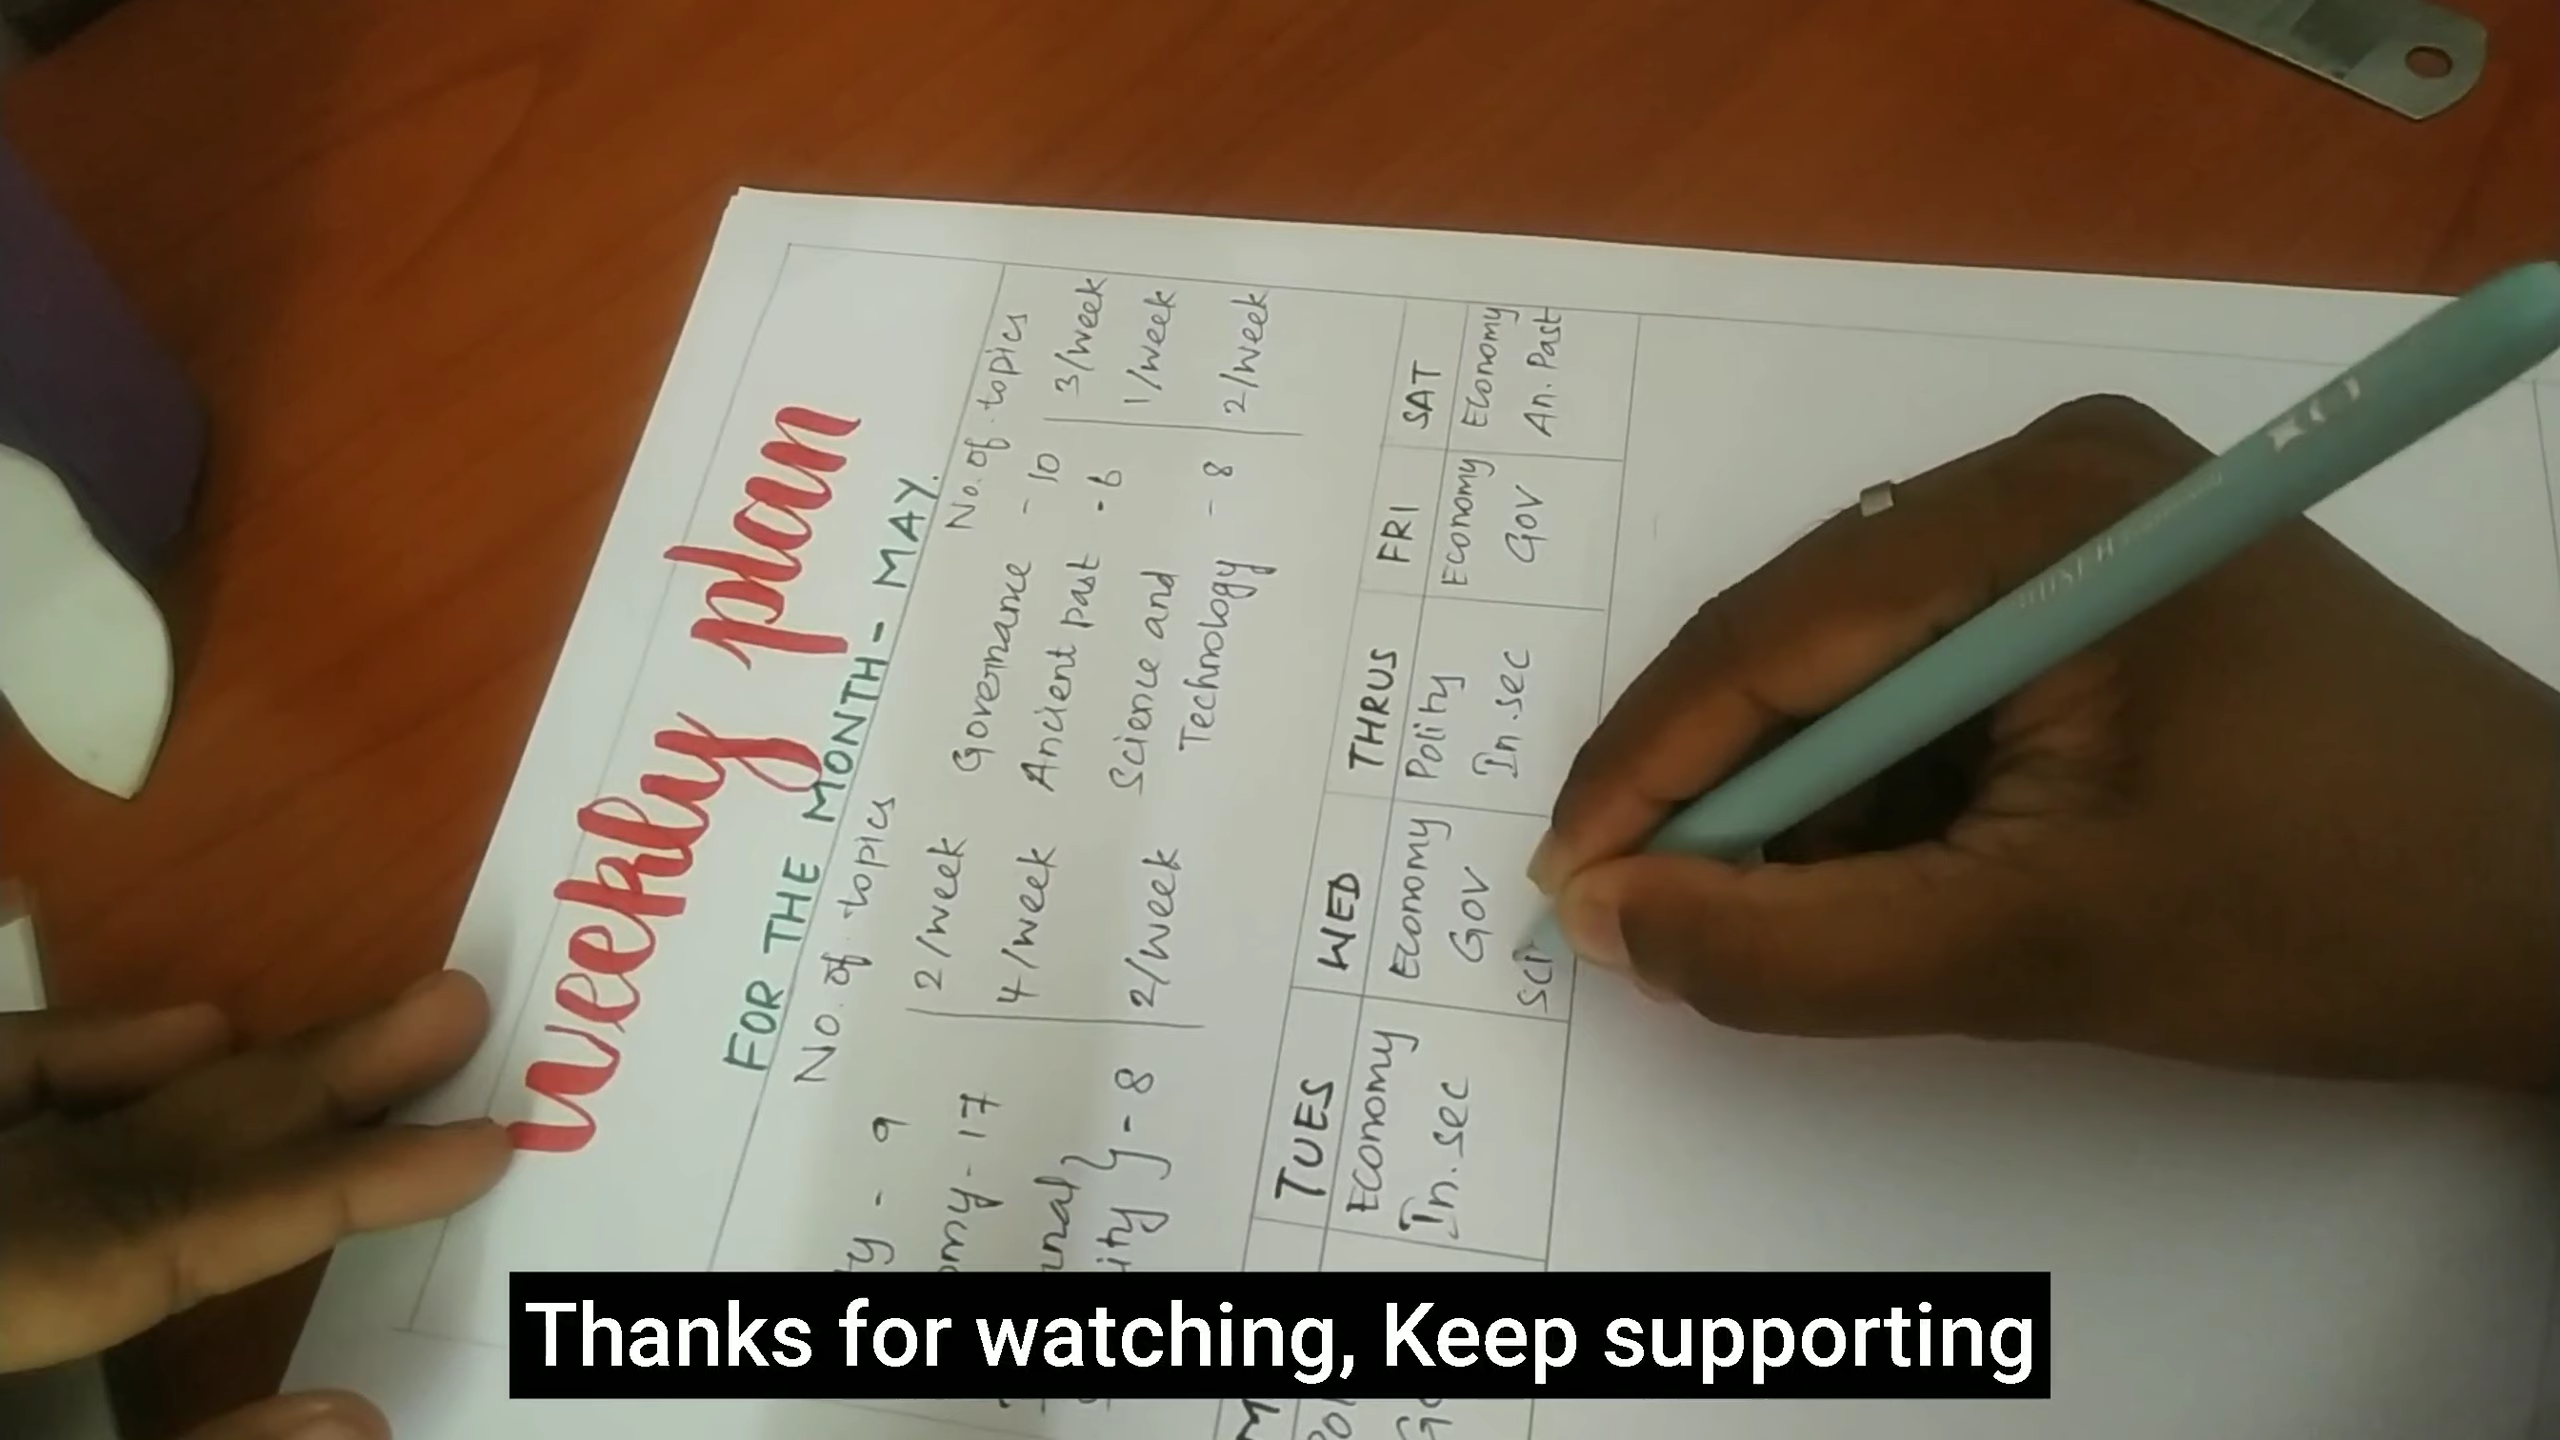 weekly plan
FOR THE MONTH - MAY.
No. of topics No. of topics
- 9 | 2/week Governance - 10 | 3/week
- 17 | 4/week Ancient past - 6 | 1/week
} - 8 | 2/week Science and
Technology - 8 | 2/week
TUES WED THRUS FRI SAT
Economy Economy Polity Economy Economy
In.sec Gov In.sec Gov An. Past
Sci
Thanks for watching, Keep supporting